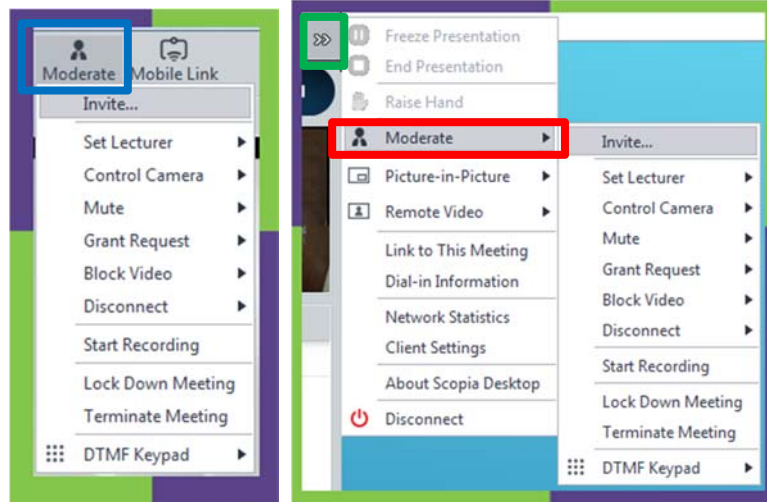 Moderate Mobile Link
Invite...
Set Lecturer
Control Camera
Mute
Grant Request
Block Video
Disconnect
Start Recording
Lock Down Meeting
Terminate Meeting
DTMF Keypad
Freeze Presentation
End Presentation
Raise Hand
Moderate
Picture-in-Picture
Remote Video
Link to This Meeting
Dial-in Information
Network Statistics
Client Settings
About Scopia Desktop
Disconnect
Invite...
Set Lecturer
Control Camera
Mute
Grant Request
Block Video
Disconnect
Start Recording
Lock Down Meeting
Terminate Meeting
DTMF Keypad